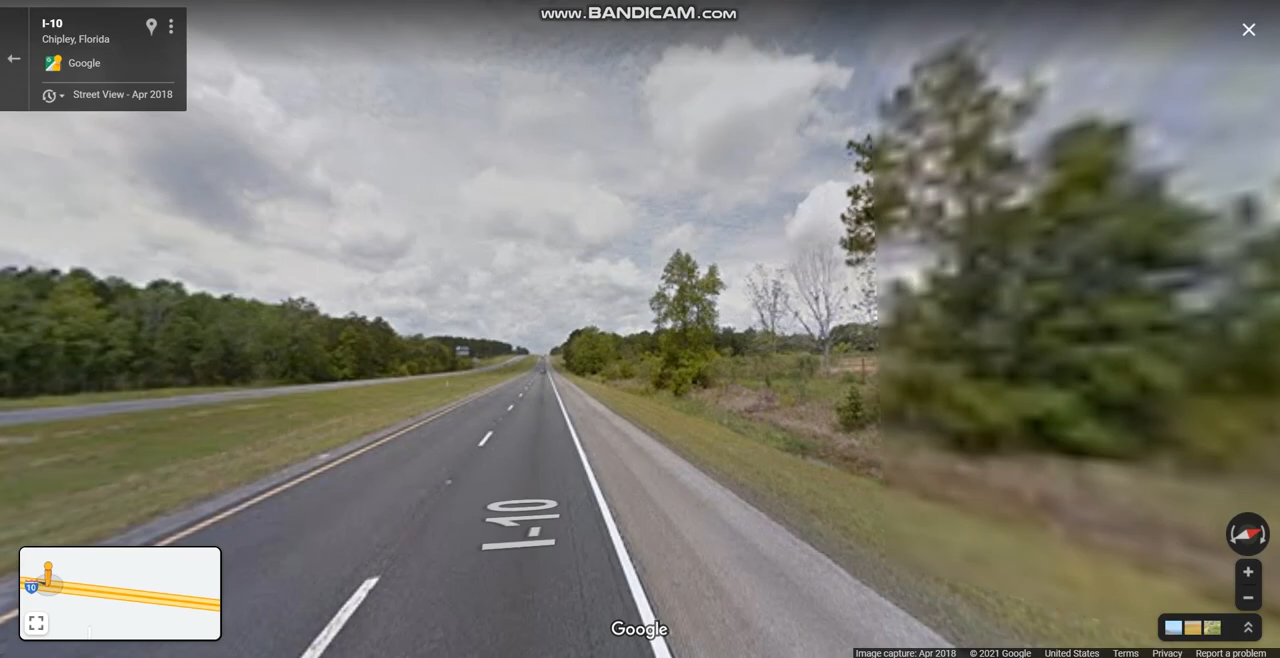 www.BANDICAM.com
I-10
Chipley, Florida
Google
Street View - Apr 2018
I-10
10
Google
Image capture: Apr 2018 © 2021 Google United States Terms Privacy Report a problem